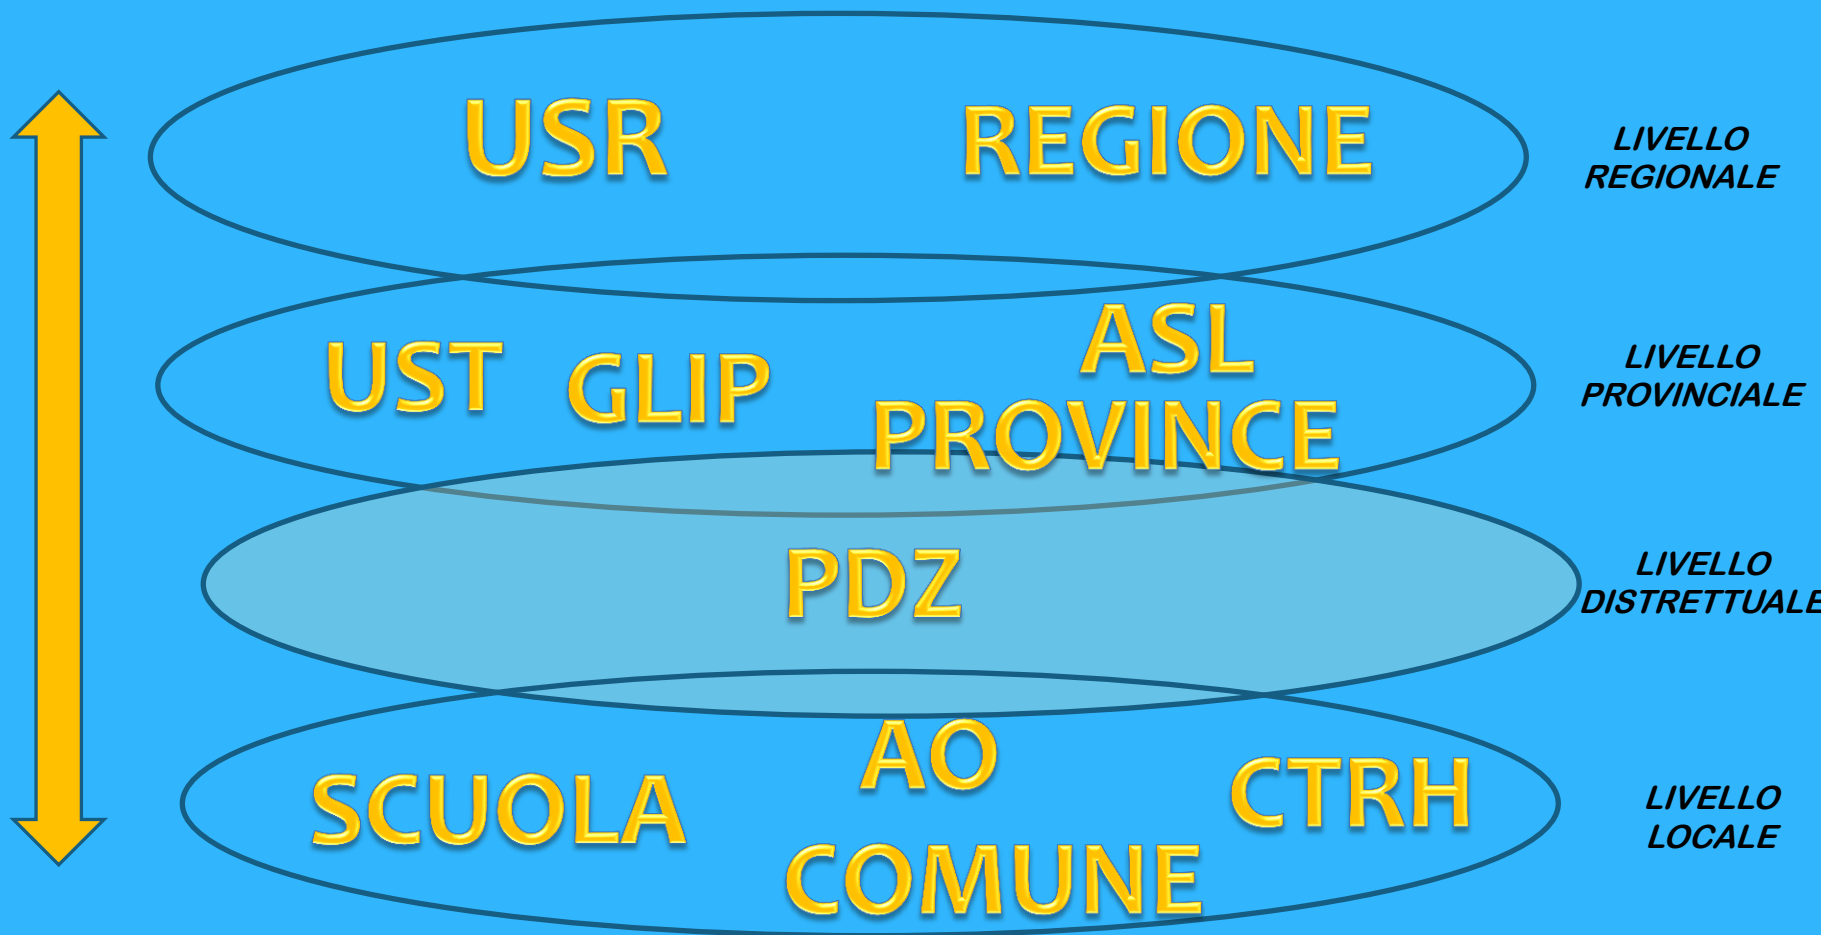 USR REGIONE
LIVELLO
REGIONALE
UST GLIP
ASL
PROVINCE
LIVELLO
PROVINCIALE
PDZ
LIVELLO
DISTRETTUALE
SCUOLA
AO
COMUNE
CTRH
LIVELLO
LOCALE